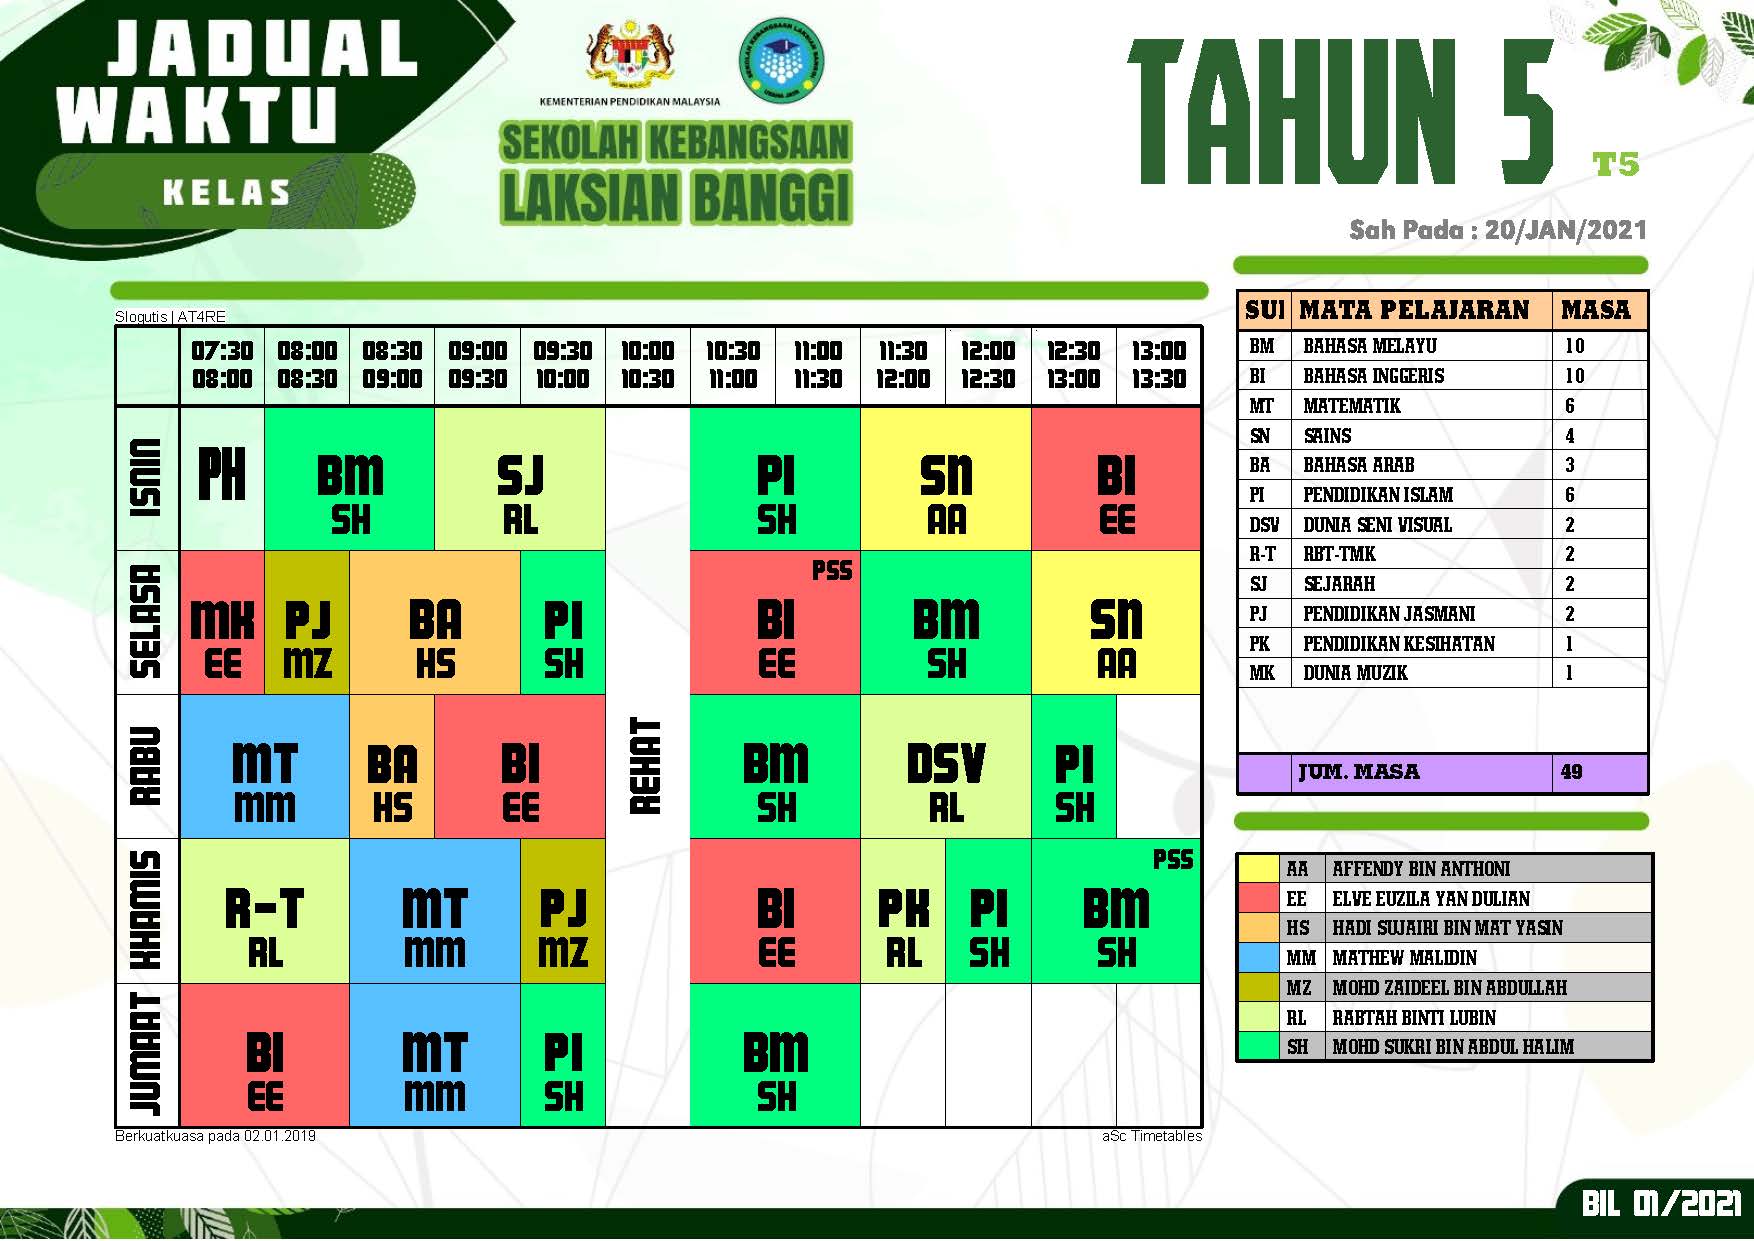 JADUAL
WAKTU
KELAS
KEMENTERIAN PENDIDIKAN MALAYSIA
SEKOLAH KEBANGSAAN
LAKSIAN BANGGI
TAHUN 5 T5
Sah Pada : 20/JAN/2021
Slogutis | AT4RE
07:30 08:00 08:30 09:00 09:30 10:00 10:30 11:00 11:30 12:00 12:30 13:00
08:00 08:30 09:00 09:30 10:00 10:30 11:00 11:30 12:00 12:30 13:00 13:30
ISNIN
PH BM SJ PI SN BI
SH RL SH AA EE
SELASA
PSS
MK PJ BA PI BI BM SN
EE MZ HS SH EE SH AA
RABU
REHAT
MT BA BI BM DSV PI
MM HS EE SH RL SH
KHAMIS
PSS
R-T MT PJ BI PK PI BM
RL MM MZ EE RL SH SH
JUMAAT
BI MT PI BM
EE MM SH SH
Berkuatkuasa pada 02.01.2019 aSc Timetables
SUI MATA PELAJARAN MASA
BM BAHASA MELAYU 10
BI BAHASA INGGERIS 10
MT MATEMATIK 6
SN SAINS 4
BA BAHASA ARAB 3
PI PENDIDIKAN ISLAM 6
DSV DUNIA SENI VISUAL 2
R-T RBT-TMK 2
SJ SEJARAH 2
PJ PENDIDIKAN JASMANI 2
PK PENDIDIKAN KESIHATAN 1
MK DUNIA MUZIK 1
JUM. MASA 49
AA AFFENDY BIN ANTHONI
EE ELVE EUZILA YAN DULIAN
HS HADI SUJAIRI BIN MAT YASIN
MM MATHEW MALIDIN
MZ MOHD ZAIDEEL BIN ABDULLAH
RL RABTAH BINTI LUBIN
SH MOHD SUKRI BIN ABDUL HALIM
BIL 01/2021